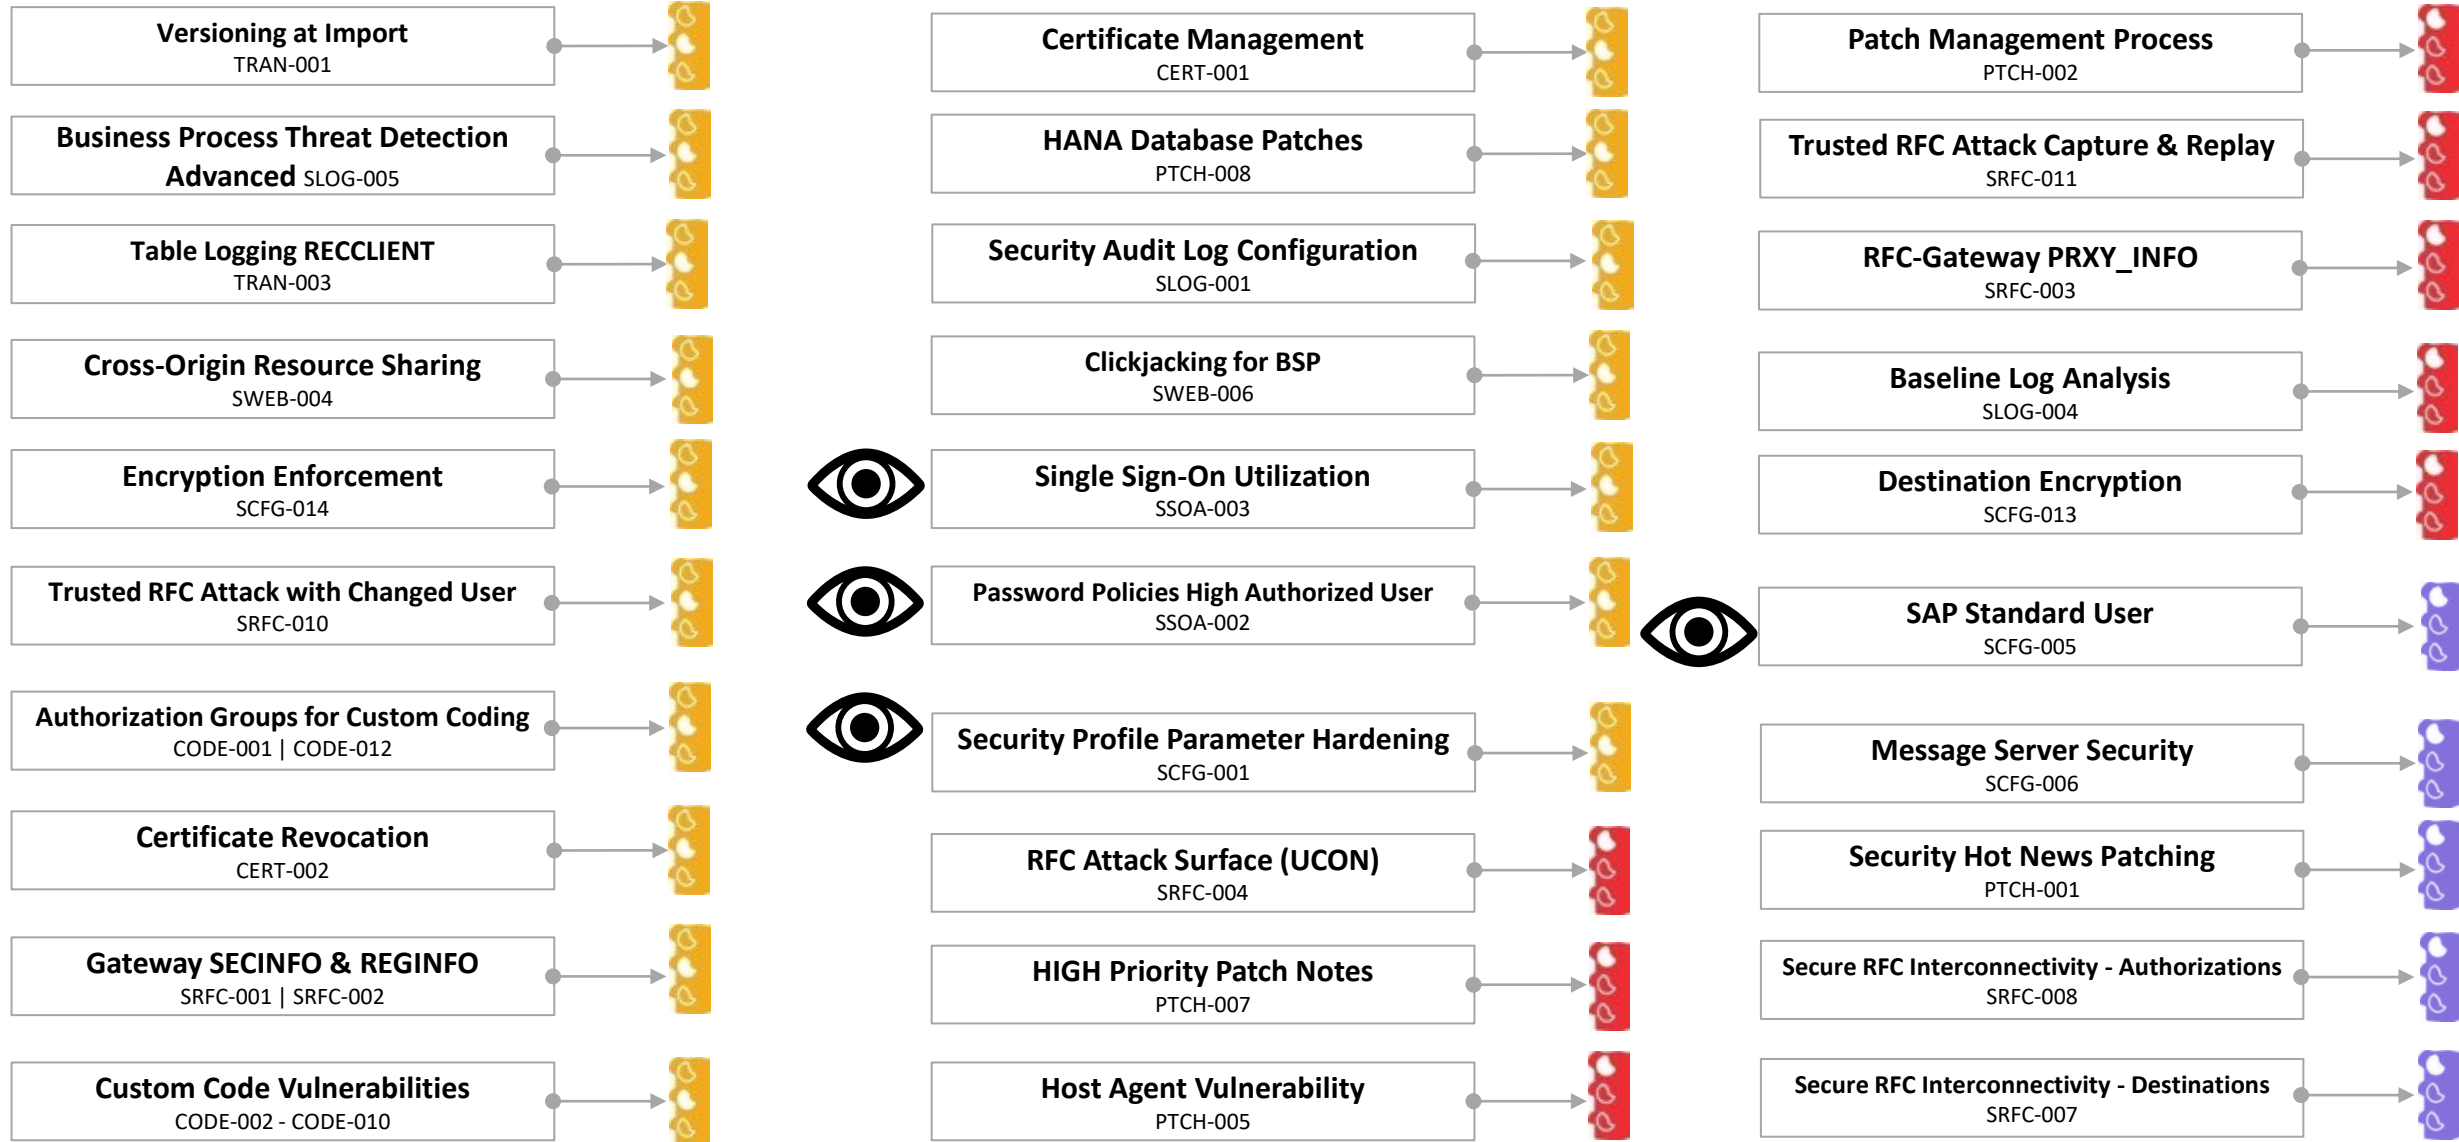 Versioning at Import
TRAN-001
Business Process Threat Detection
Advanced SLOG-005
Table Logging RECCLIENT
TRAN-003
Cross-Origin Resource Sharing
SWEB-004
Encryption Enforcement
SCFG-014
Trusted RFC Attack with Changed User
SRFC-010
Authorization Groups for Custom Coding
CODE-001 | CODE-012
Certificate Revocation
CERT-002
Gateway SECINFO & REGINFO
SRFC-001 | SRFC-002
Custom Code Vulnerabilities
CODE-002 - CODE-010
Certificate Management
CERT-001
HANA Database Patches
PTCH-008
Security Audit Log Configuration
SLOG-001
Clickjacking for BSP
SWEB-006
Single Sign-On Utilization
SSOA-003
Password Policies High Authorized User
SSOA-002
Security Profile Parameter Hardening
SCFG-001
RFC Attack Surface (UCON)
SRFC-004
HIGH Priority Patch Notes
PTCH-007
Host Agent Vulnerability
PTCH-005
Patch Management Process
PTCH-002
Trusted RFC Attack Capture & Replay
SRFC-011
RFC-Gateway PRXY_INFO
SRFC-003
Baseline Log Analysis
SLOG-004
Destination Encryption
SCFG-013
SAP Standard User
SCFG-005
Message Server Security
SCFG-006
Security Hot News Patching
PTCH-001
Secure RFC Interconnectivity - Authorizations
SRFC-008
Secure RFC Interconnectivity - Destinations
SRFC-007